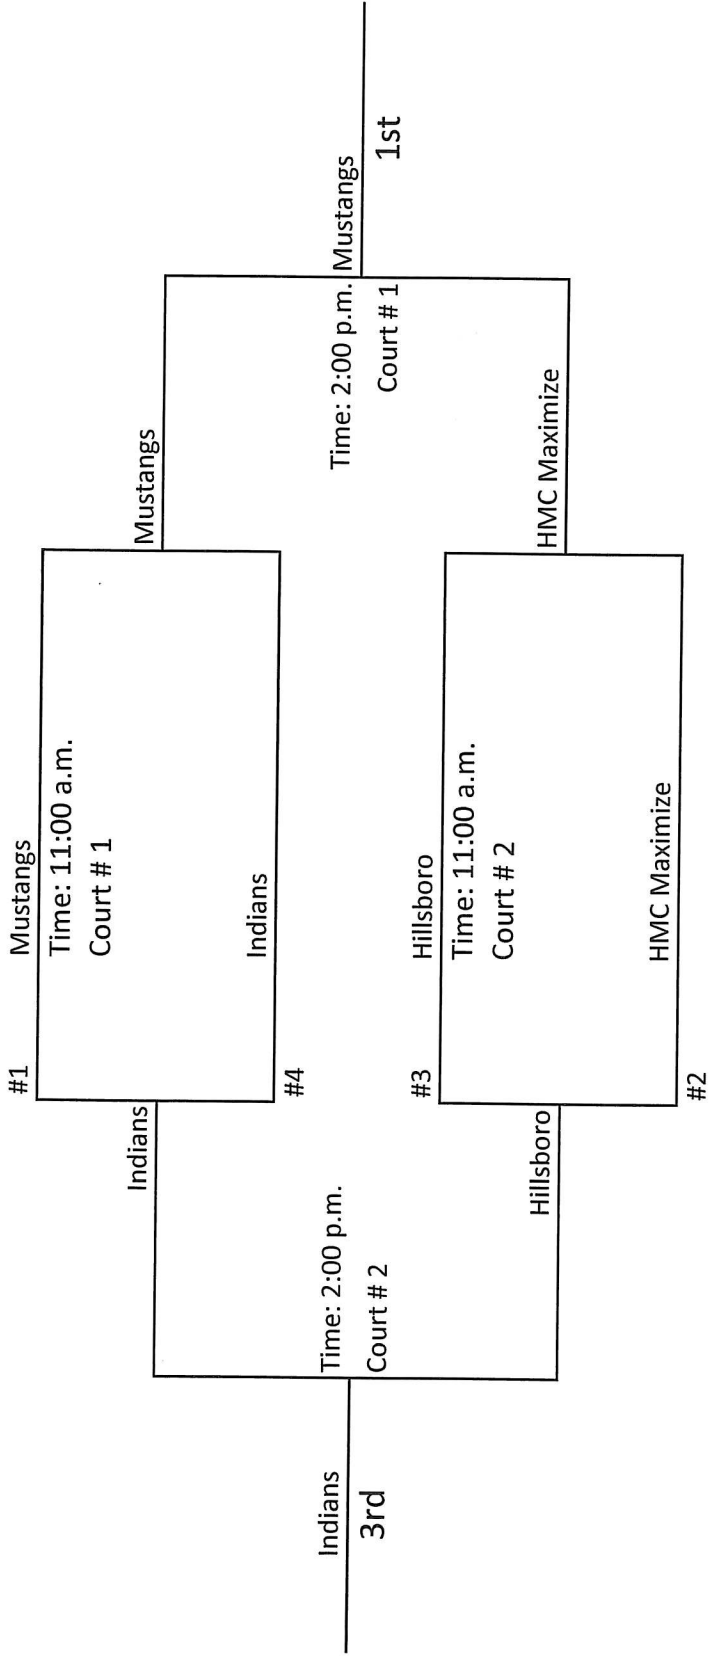 #1
Mustangs
Time: 11:00 a.m.
Court # 1
Indians
#4
Mustangs
Indians
#3
Hillsboro
Time: 11:00 a.m.
Court # 2
HMC Maximize
#2
HMC Maximize
Hillsboro
Time: 2:00 p.m.
Court # 1
Mustangs
1st
Time: 2:00 p.m.
Court # 2
Indians
3rd